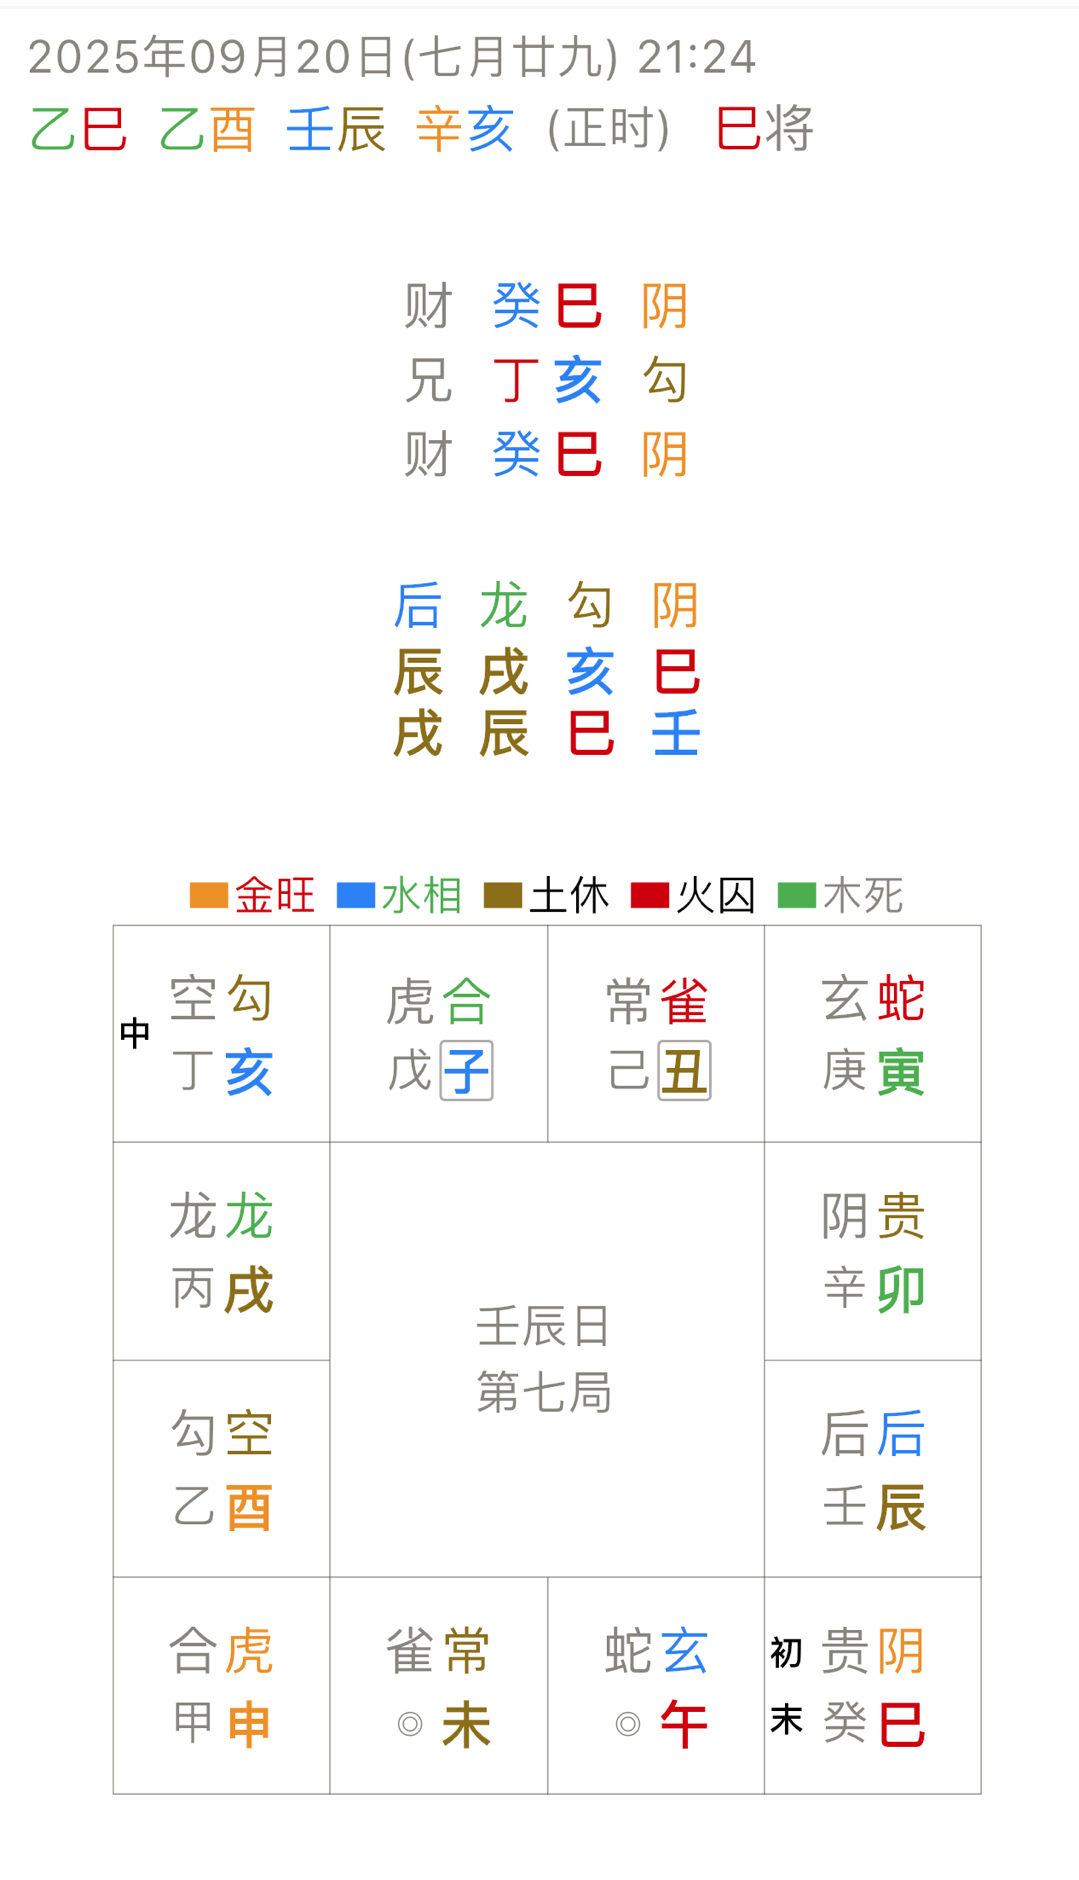 2025年09月20日(七月廿九) 21:24
乙巳 乙酉 壬辰 辛亥 (正时) 巳将
财 癸巳 阴
兄 丁亥 勾
财 癸巳 阴
后 龙 勾 阴
辰 戌 亥 巳
戌 辰 巳 壬
金旺 水相 土休 火囚 木死
空勾 虎合 常雀 玄蛇
中
丁亥 戊子 己丑 庚寅
龙龙 阴贵
丙戌 辛卯
壬辰日
第七局
勾空 后后
乙酉 壬辰
合虎 雀常 蛇玄 初 贵阴
甲申 ◎未 ◎午 末 癸巳